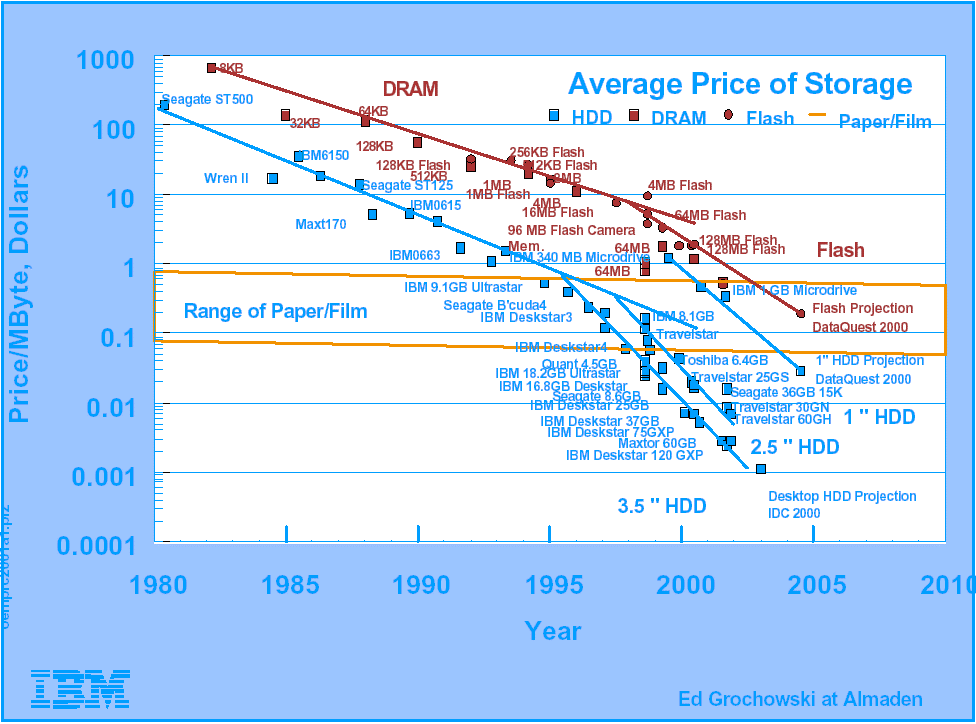 Average Price of Storage
HDD DRAM Flash Paper/Film
Price/MByte, Dollars
1000
100
10
1
0.1
0.01
0.001
0.0001
1980 1985 1990 1995 2000 2005 2010
Year
8KB
DRAM
Seagate ST500
64KB
32KB
IBM6150
128KB
256KB Flash
128KB Flash
512KB
Wren II
Seagate ST125
1MB
2MB
1MB Flash
4MB Flash
IBM0615
4MB
16MB Flash
64MB Flash
Maxt170
96 MB Flash Camera
Mem.
128MB Flash
128MB Flash
Flash
IBM0663
64MB
IBM 340 MB Microdrive
64MB
IBM 9.1GB Ultrastar
IBM 1 GB Microdrive
Seagate B'cuda4
Range of Paper/Film
IBM Deskstar3
IBM 8.1GB
Travelstar
Flash Projection
DataQuest 2000
IBM Deskstar4
Quant 4.5GB
Toshiba 6.4GB
1" HDD Projection
DataQuest 2000
IBM 18.2GB Ultrastar
Travelstar 25GS
IBM 16.8GB Deskstar
Seagate 36GB 15K
Seagate 8.6GB
IBM Deskstar 25GB
Travelstar 30GN
Travelstar 60GH
1 " HDD
IBM Deskstar 37GB
IBM Deskstar 75GXP
Maxtor 60GB
2.5 " HDD
IBM Deskstar 120 GXP
3.5 " HDD
Desktop HDD Projection
IDC 2000
IBM
Ed Grochowski at Almaden